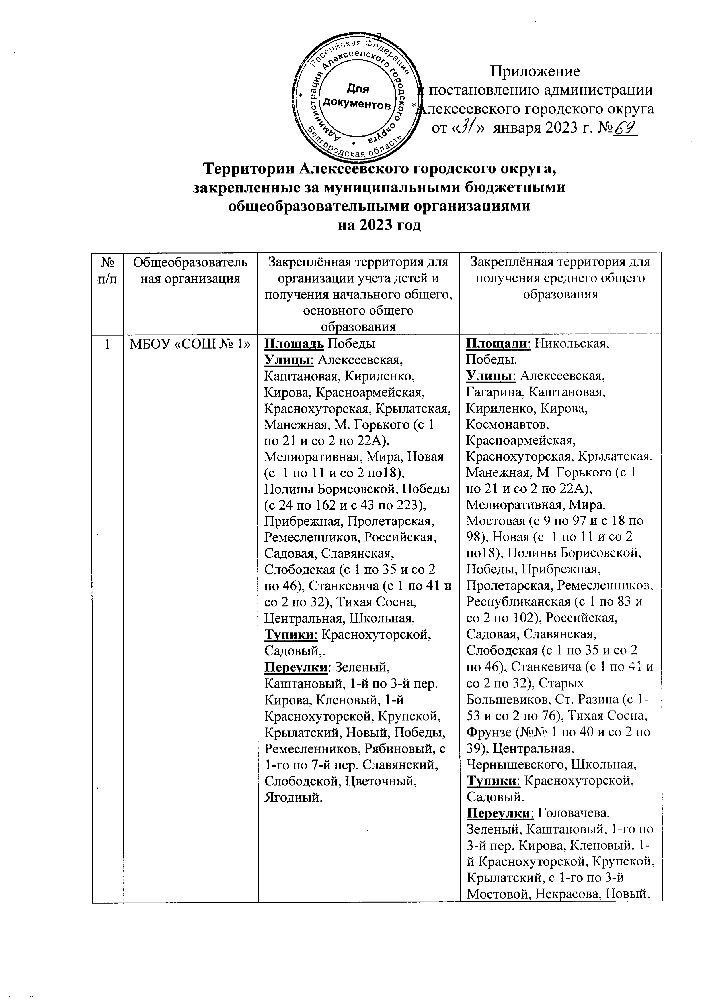 2
Российская Федерация
Администрация Алексеевского городского округа
Белгородская область
Для
документов
Приложение
к постановлению администрации
Алексеевского городского округа
от «31» января 2023 г. №69
Территории Алексеевского городского округа,
закрепленные за муниципальными бюджетными
общеобразовательными организациями
на 2023 год
№
п/п
Общеобразователь
ная организация
Закреплённая территория для
организации учета детей и
получения начального общего,
основного общего
образования
Закреплённая территория для
получения среднего общего
образования
1
МБОУ «СОШ № 1»
Площадь Победы
Улицы: Алексеевская,
Каштановая, Кириленко,
Кирова, Красноармейская,
Краснохуторская, Крылатская,
Манежная, М. Горького (с 1
по 21 и со 2 по 22А),
Мелиоративная, Мира, Новая
(с 1 по 11 и со 2 по18),
Полины Борисовской, Победы
(с 24 по 162 и с 43 по 223),
Прибрежная, Пролетарская,
Ремесленников, Российская,
Садовая, Славянская,
Слободская (с 1 по 35 и со 2
по 46), Станкевича (с 1 по 41 и
со 2 по 32), Тихая Сосна,
Центральная, Школьная,
Тупики: Краснохуторской,
Садовый,.
Переулки: Зеленый,
Каштановый, 1-й по 3-й пер.
Кирова, Кленовый, 1-й
Краснохуторской, Крупской,
Крылатский, Новый, Победы,
Ремесленников, Рябиновый, с
1-го по 7-й пер. Славянский,
Слободской, Цветочный,
Ягодный.
Площади: Никольская,
Победы.
Улицы: Алексеевская,
Гагарина, Каштановая,
Кириленко, Кирова,
Космонавтов,
Красноармейская,
Краснохуторская, Крылатская,
Манежная, М. Горького (с 1
по 21 и со 2 по 22А),
Мелиоративная, Мира,
Мостовая (с 9 по 97 и с 18 по
98), Новая (с 1 по 11 и со 2
по18), Полины Борисовской,
Победы, Прибрежная,
Пролетарская, Ремесленников,
Республиканская (с 1 по 83 и
со 2 по 102), Российская,
Садовая, Славянская,
Слободская (с 1 по 35 и со 2
по 46), Станкевича (с 1 по 41 и
со 2 по 32), Старых
Большевиков, Ст. Разина (с 1-
53 и со 2 по 76), Тихая Сосна,
Фрунзе (№№ 1 по 40 и со 2 по
39), Центральная,
Чернышевского, Школьная,
Тупики: Краснохуторской,
Садовый.
Переулки: Головачева,
Зеленый, Каштановый, 1-го по
3-й пер. Кирова, Кленовый, 1-
й Краснохуторской, Крупской,
Крылатский, с 1-го по 3-й
Мостовой, Некрасова, Новый,